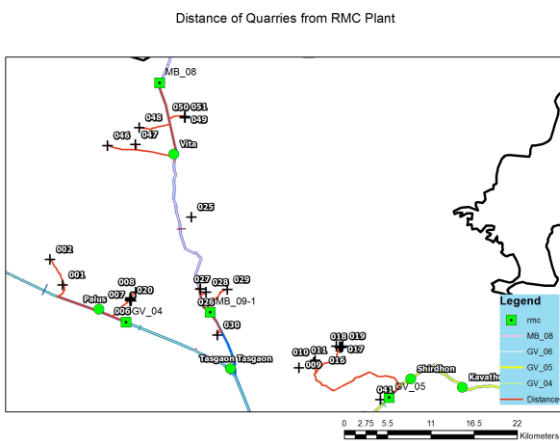 Distance of Quarries from RMC Plant
MB_08
050 051
048
049
046
047
Vita
025
002
001
008
007
020
Palus
006
GV_04
027
028
029
026
MB_09-1
030
018 019
010
011
017
016
009
Tasgaon Tasgaon
Shirdhon
GV_05
041
Legend
rmc
MB_08
GV_06
GV_05
GV_04
Distance
0 2.75 5.5 11 16.5 22
Kilometers